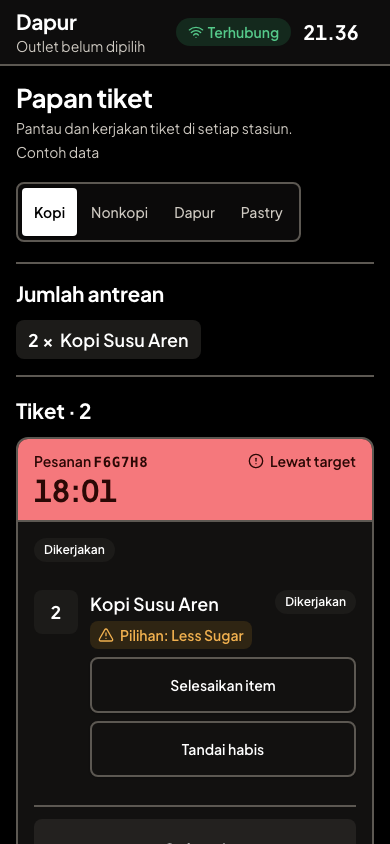 Dapur
Outlet belum dipilih
Terhubung
21.36
Papan tiket
Pantau dan kerjakan tiket di setiap stasiun.
Contoh data
Kopi
Nonkopi
Dapur
Pastry
Jumlah antrean
2 × Kopi Susu Aren
Tiket · 2
Pesanan F6G7H8
Lewat target
18:01
Dikerjakan
2
Kopi Susu Aren
Dikerjakan
Pilihan: Less Sugar
Selesaikan item
Tandai habis